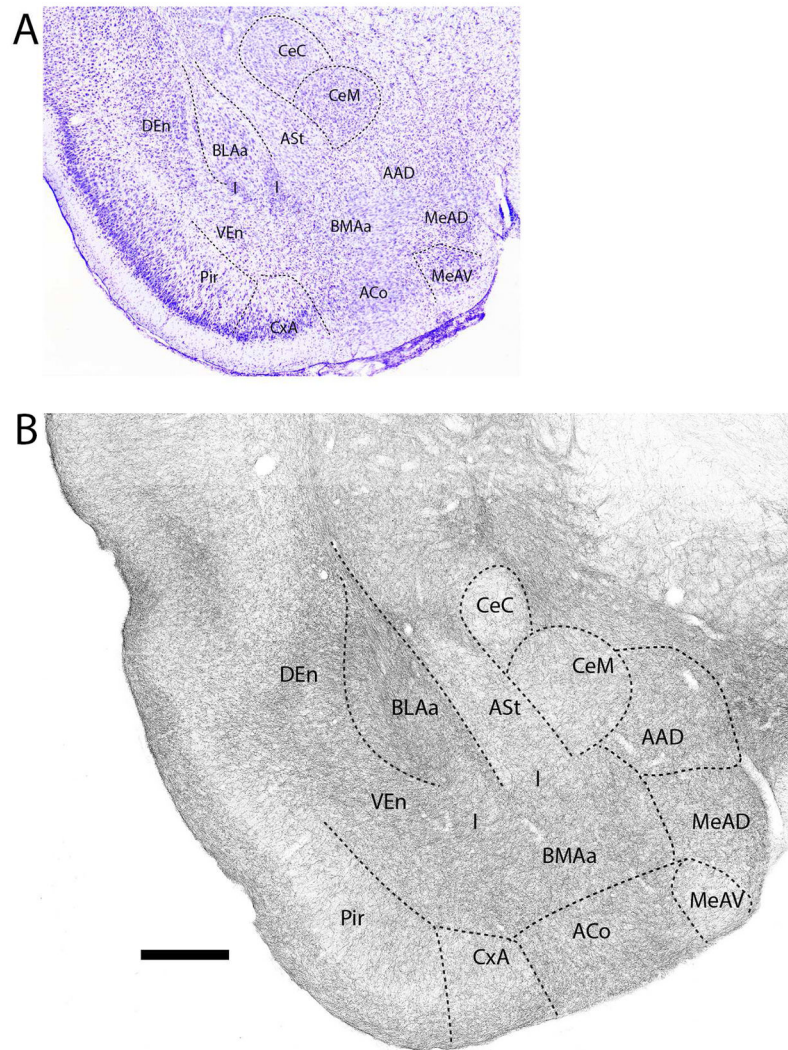 A
CeC
CeM
DEn
BLAa
ASt
AAD
I
I
VEn
BMAa
MeAD
Pir
MeAV
ACo
CxA
B
CeC
CeM
DEn
BLAa
ASt
AAD
I
I
VEn
MeAD
BMAa
MeAV
Pir
ACo
CxA